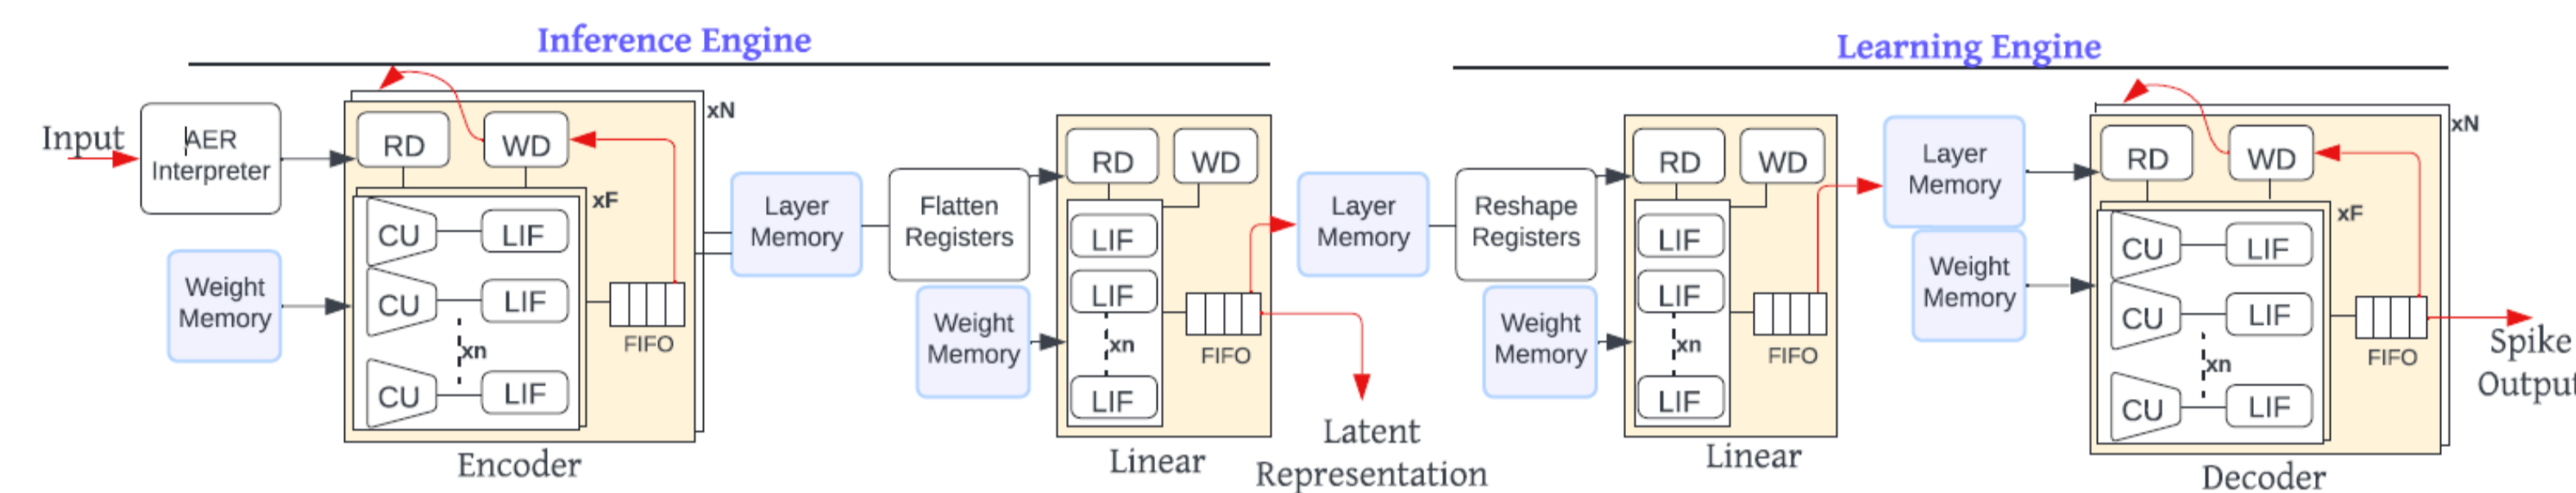 Inference Engine
Learning Engine
Input
AER
Interpreter
Weight
Memory
RD
WD
xN
xF
CU
LIF
CU
LIF
xn
CU
LIF
FIFO
Encoder
Layer
Memory
Flatten
Registers
Weight
Memory
RD
WD
LIF
LIF
xn
LIF
FIFO
Linear
Latent
Representation
Layer
Memory
Reshape
Registers
Weight
Memory
RD
WD
LIF
LIF
xn
LIF
FIFO
Linear
Layer
Memory
Weight
Memory
RD
WD
xN
xF
CU
LIF
CU
LIF
xn
CU
LIF
FIFO
Decoder
Spike
Output